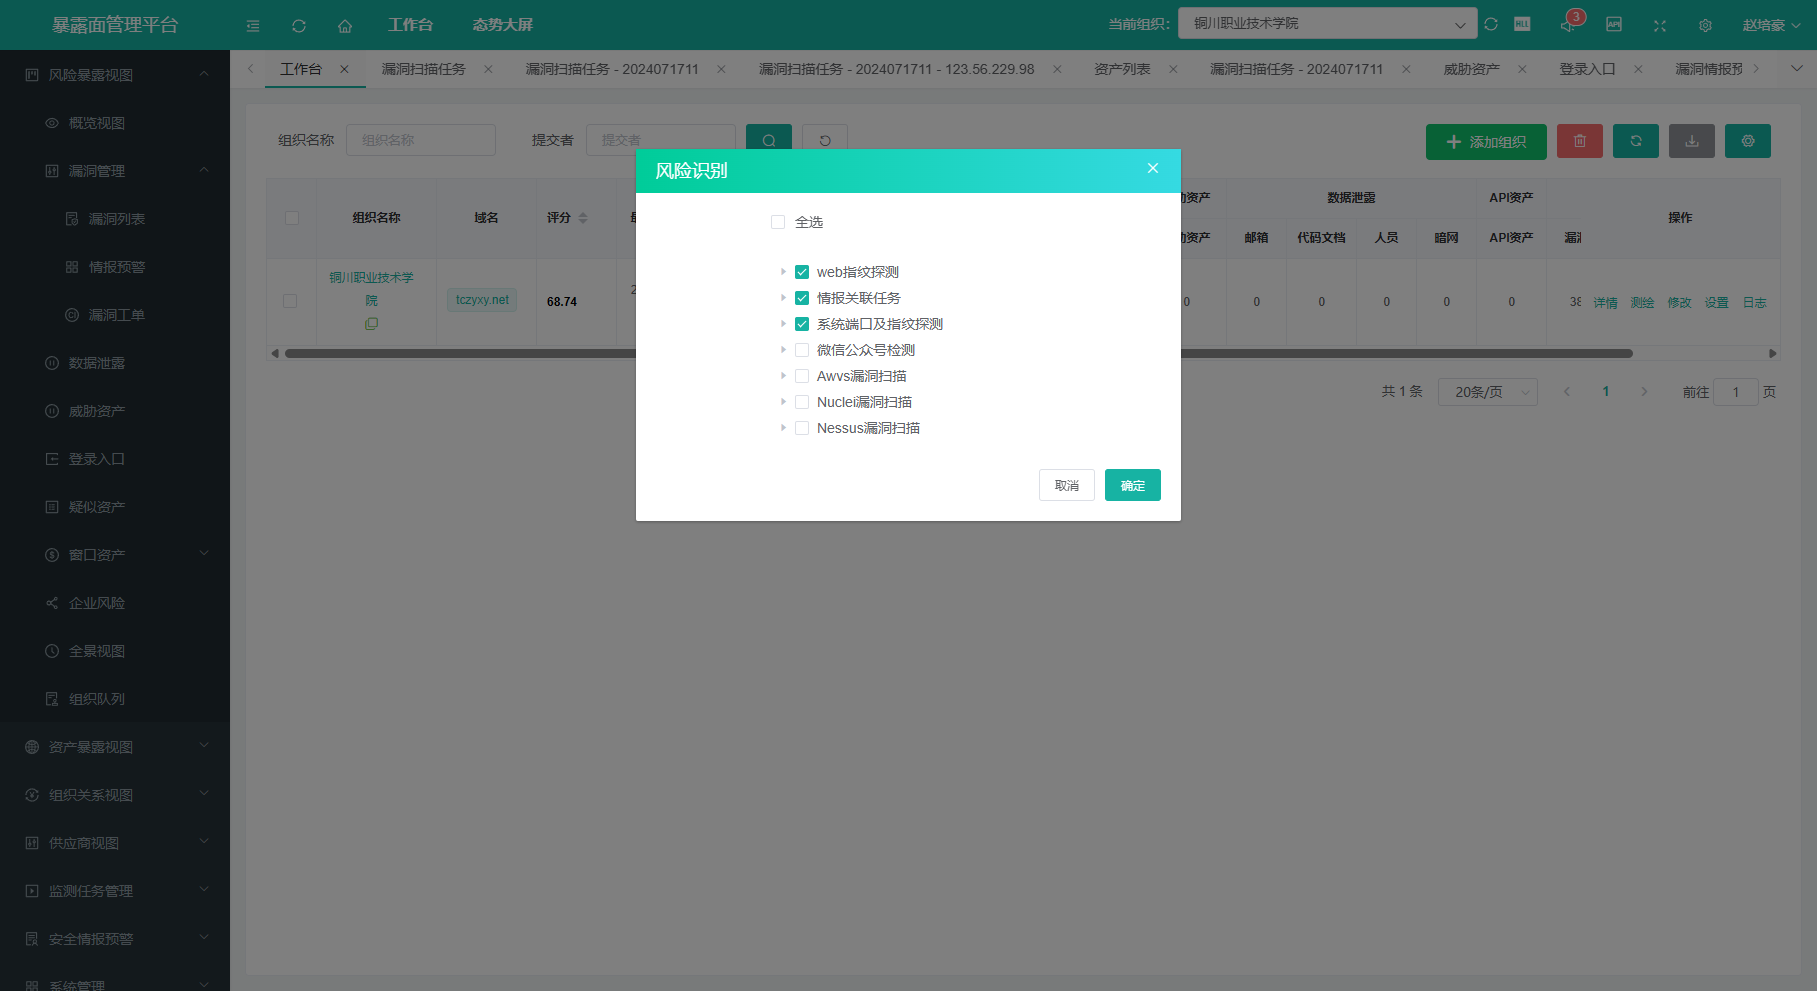 暴露面管理平台
工作台
态势大屏
当前组织：
铜川职业技术学院
HLL
3
API
赵培豪
风险暴露视图
概览视图
漏洞管理
漏洞列表
情报预警
漏洞工单
数据泄露
威胁资产
登录入口
疑似资产
窗口资产
企业风险
全景视图
组织队列
资产暴露视图
组织关系视图
供应商视图
监测任务管理
安全情报预警
系统管理
工作台
漏洞扫描任务
漏洞扫描任务 - 2024071711
漏洞扫描任务 - 2024071711 - 123.56.229.98
资产列表
漏洞扫描任务 - 2024071711
威胁资产
登录入口
漏洞情报预
组织名称
组织名称
提交者
提交者
添加组织
组织名称
域名
评分
动资产
数据泄露
API资产
操作
动资产
邮箱
代码文档
人员
暗网
API资产
漏洞
铜川职业技术学院
tczyxy.net
68.74
2
0
0
0
0
0
0
38
详情
测绘
修改
设置
日志
共 1 条
20条/页
1
前往
1
页
风险识别
全选
web指纹探测
情报关联任务
系统端口及指纹探测
微信公众号检测
Awvs漏洞扫描
Nuclei漏洞扫描
Nessus漏洞扫描
取消
确定